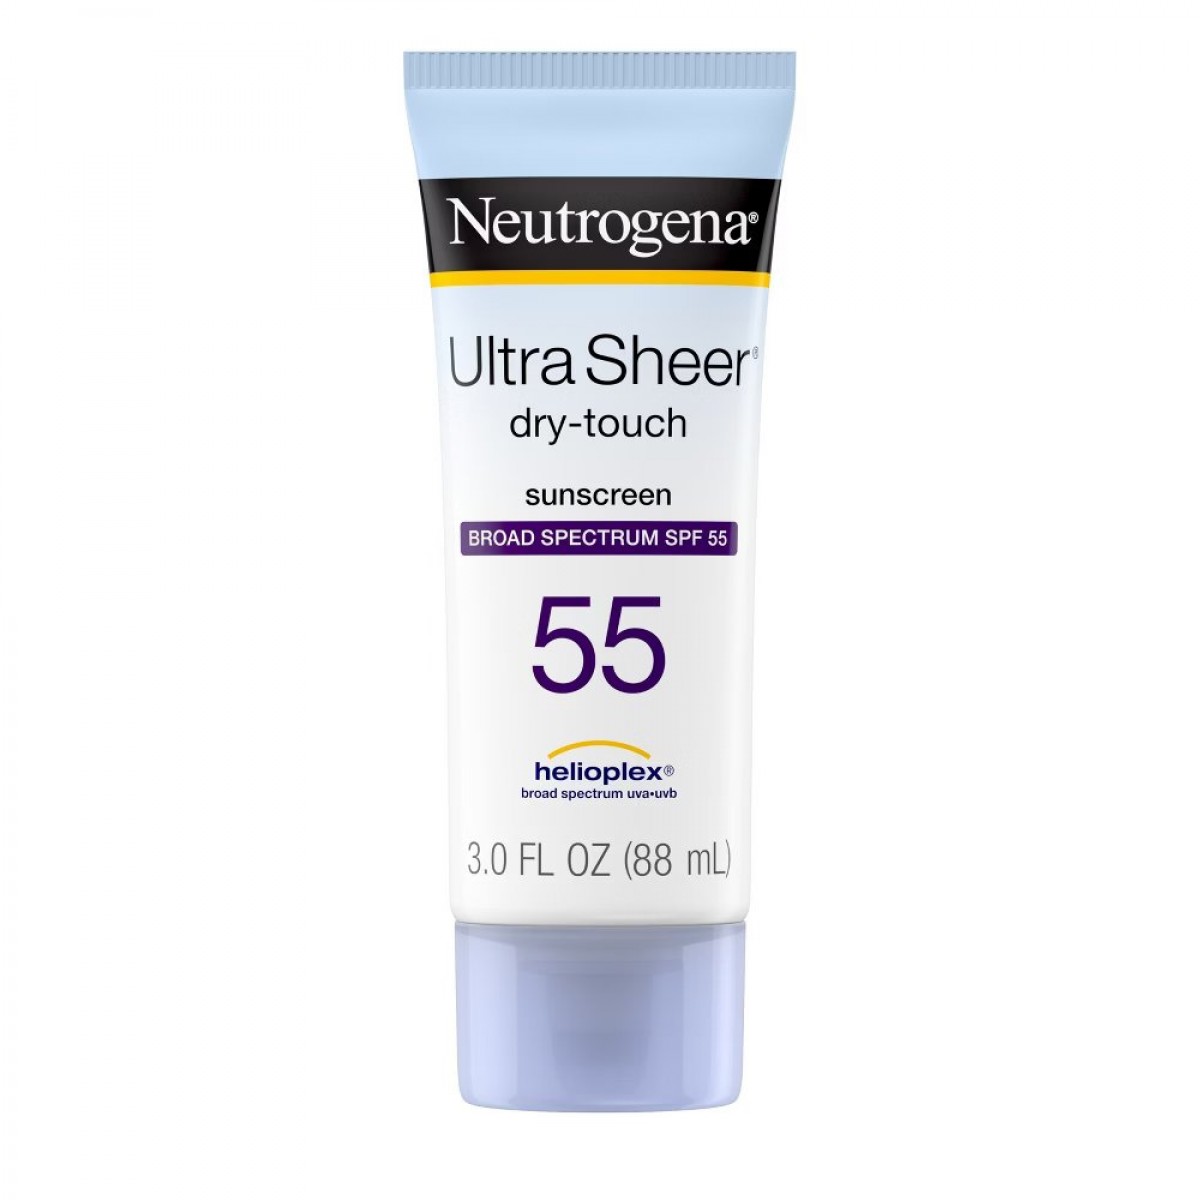 Neutrogena®
Ultra Sheer®
dry-touch
sunscreen
BROAD SPECTRUM SPF 55
55
helioplex®
broad spectrum uva•uvb
3.0 FL OZ (88 mL)